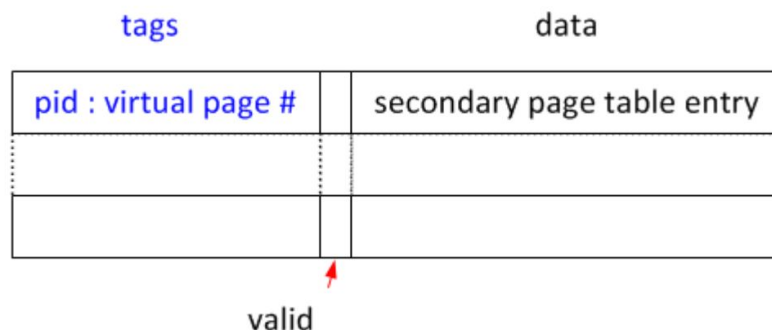 tags
data
pid : virtual page #
secondary page table entry
valid